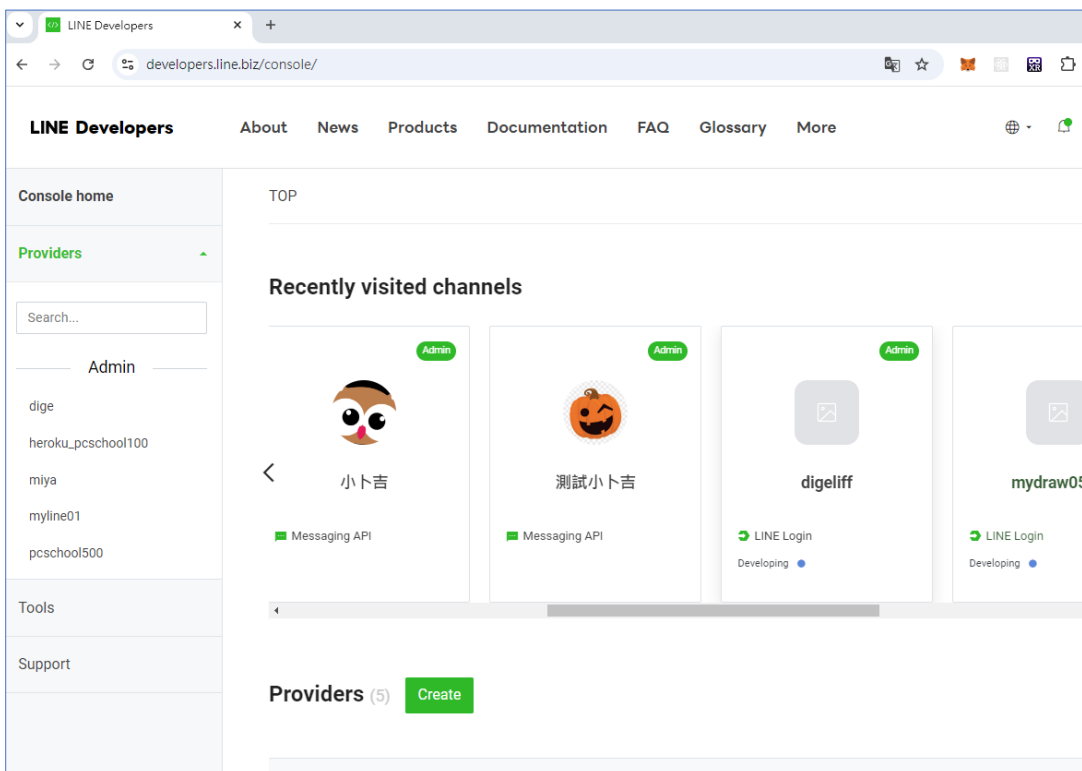 LINE Developers
developers.line.biz/console/
LINE Developers
About News Products Documentation FAQ Glossary More
Console home
Providers
Search...
Admin
dige
heroku_pcschool100
miya
myline01
pcschool500
Tools
Support
TOP
Recently visited channels
Admin
小卜吉
Messaging API
Admin
測試小卜吉
Messaging API
Admin
digeliff
LINE Login
Developing
mydraw05
LINE Login
Developing
Providers (5)
Create